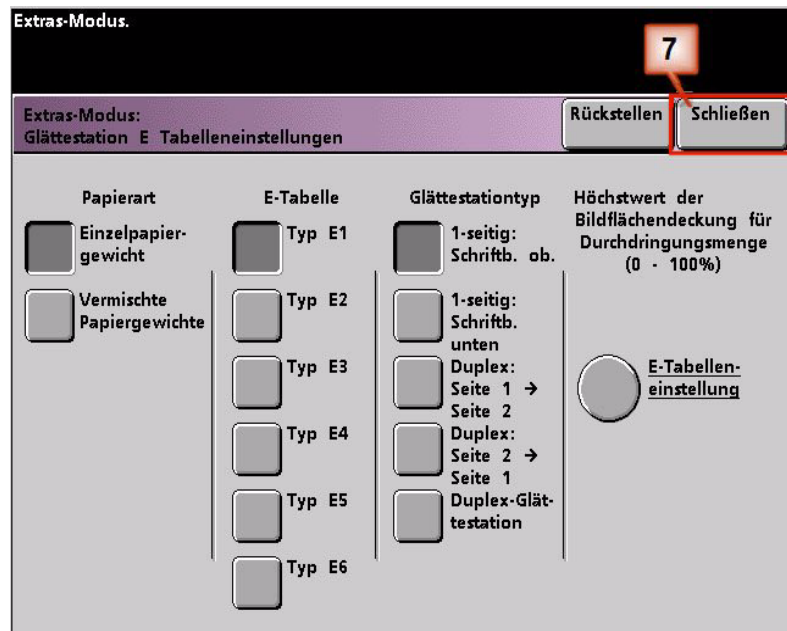 Extras-Modus.
7
Extras-Modus:
Glättestation E Tabelleneinstellungen
Rückstellen
Schließen
Papierart
Einzelpapier-
gewicht
Vermischte
Papiergewichte
E-Tabelle
Typ E1
Typ E2
Typ E3
Typ E4
Typ E5
Typ E6
Glättestationtyp
1-seitig:
Schriftb. ob.
1-seitig:
Schriftb.
unten
Duplex:
Seite 1 →
Seite 2
Duplex:
Seite 2 →
Seite 1
Duplex-Glät-
testation
Höchstwert der
Bildflächendeckung für
Durchdringungsmenge
(0 - 100%)
E-Tabellen-
einstellung